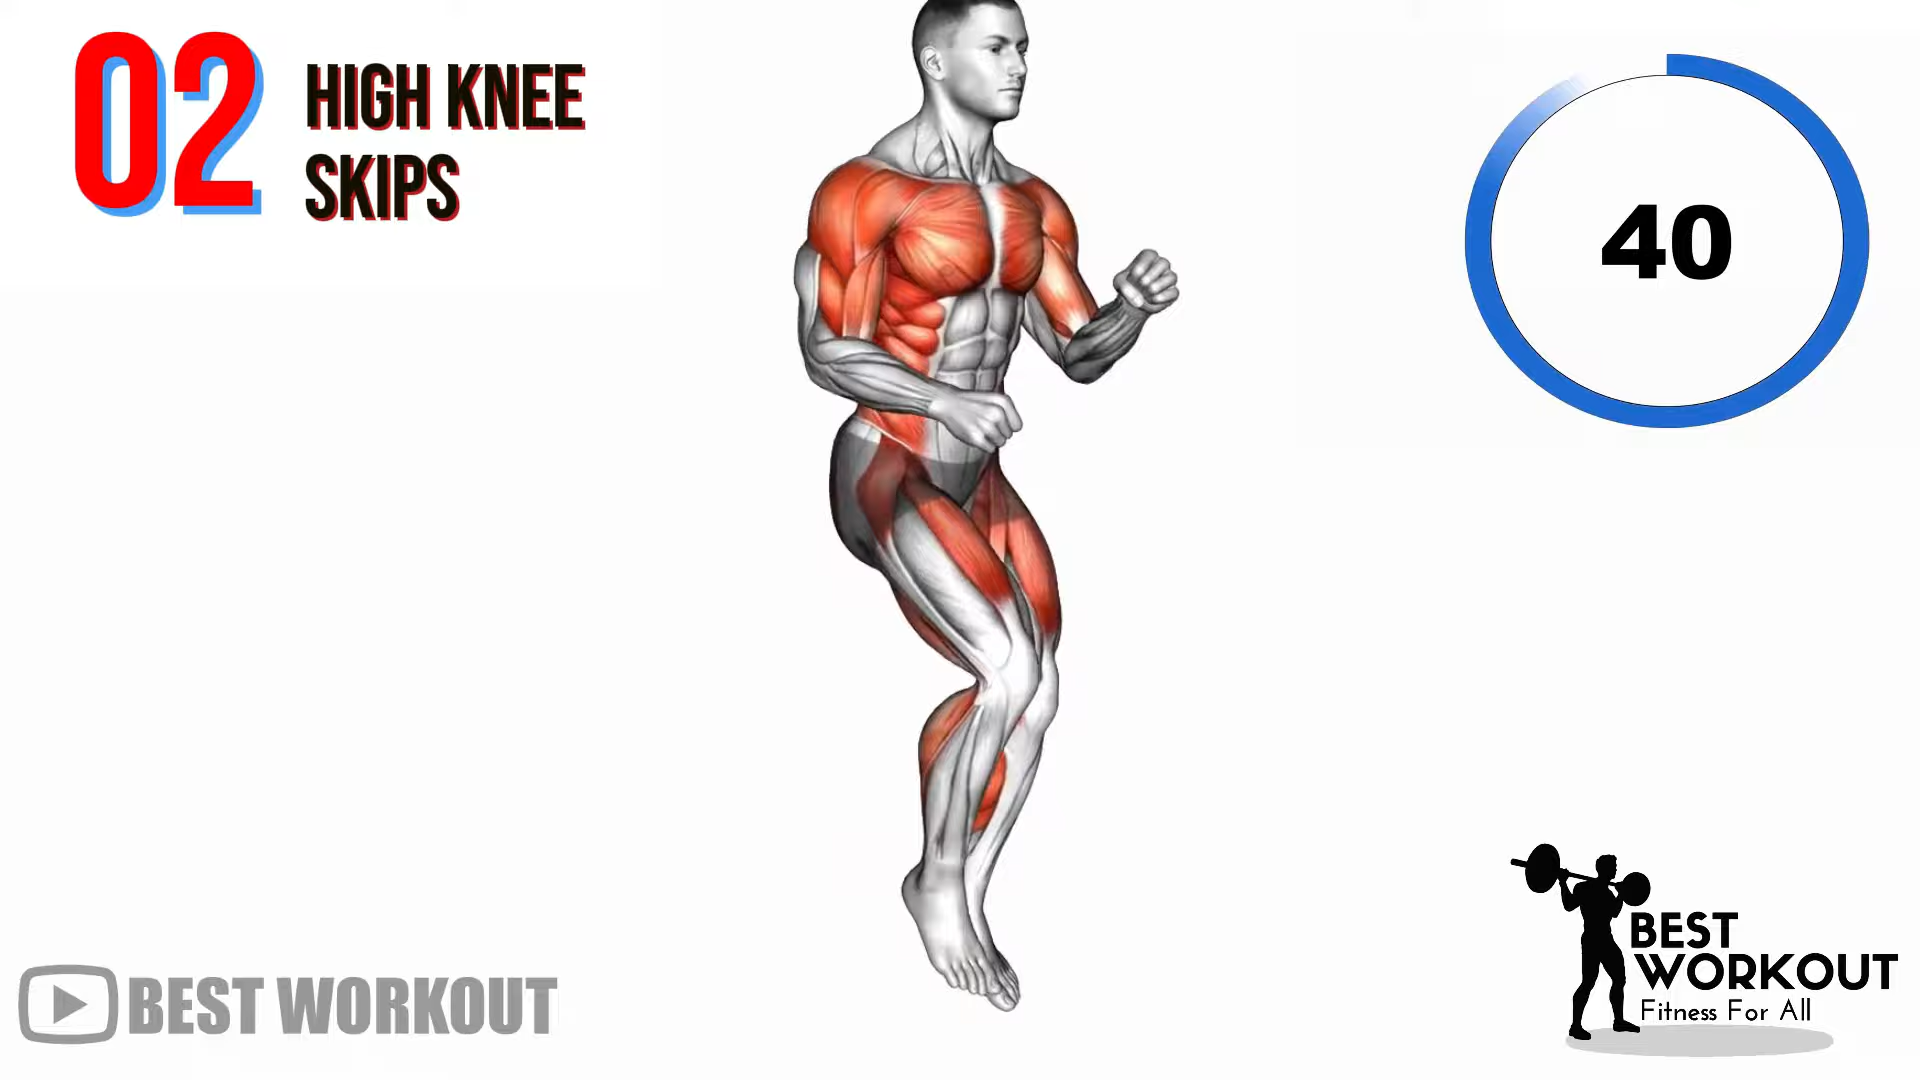 02
HIGH KNEE
SKIPS
40
BEST WORKOUT
BEST
WORKOUT
Fitness For All